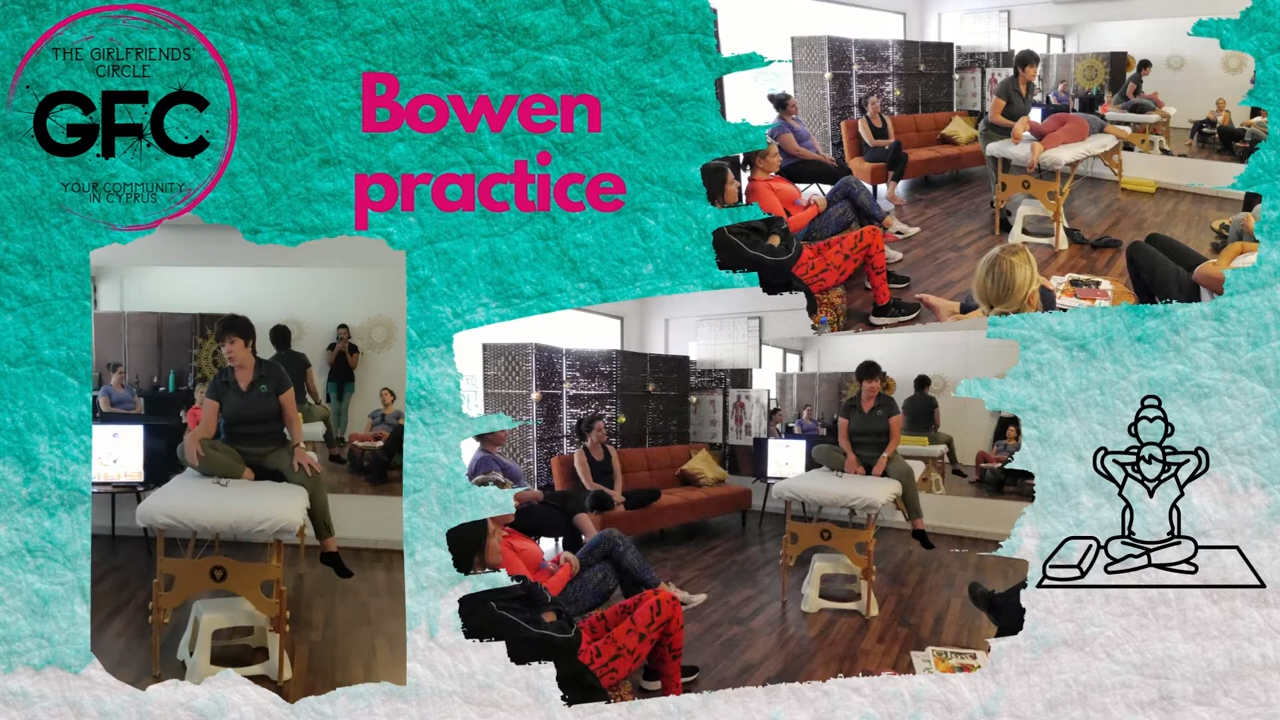 THE GIRLFRIENDS'
CIRCLE
GFC
YOUR COMMUNITY
IN CYPRUS
Bowen
practice